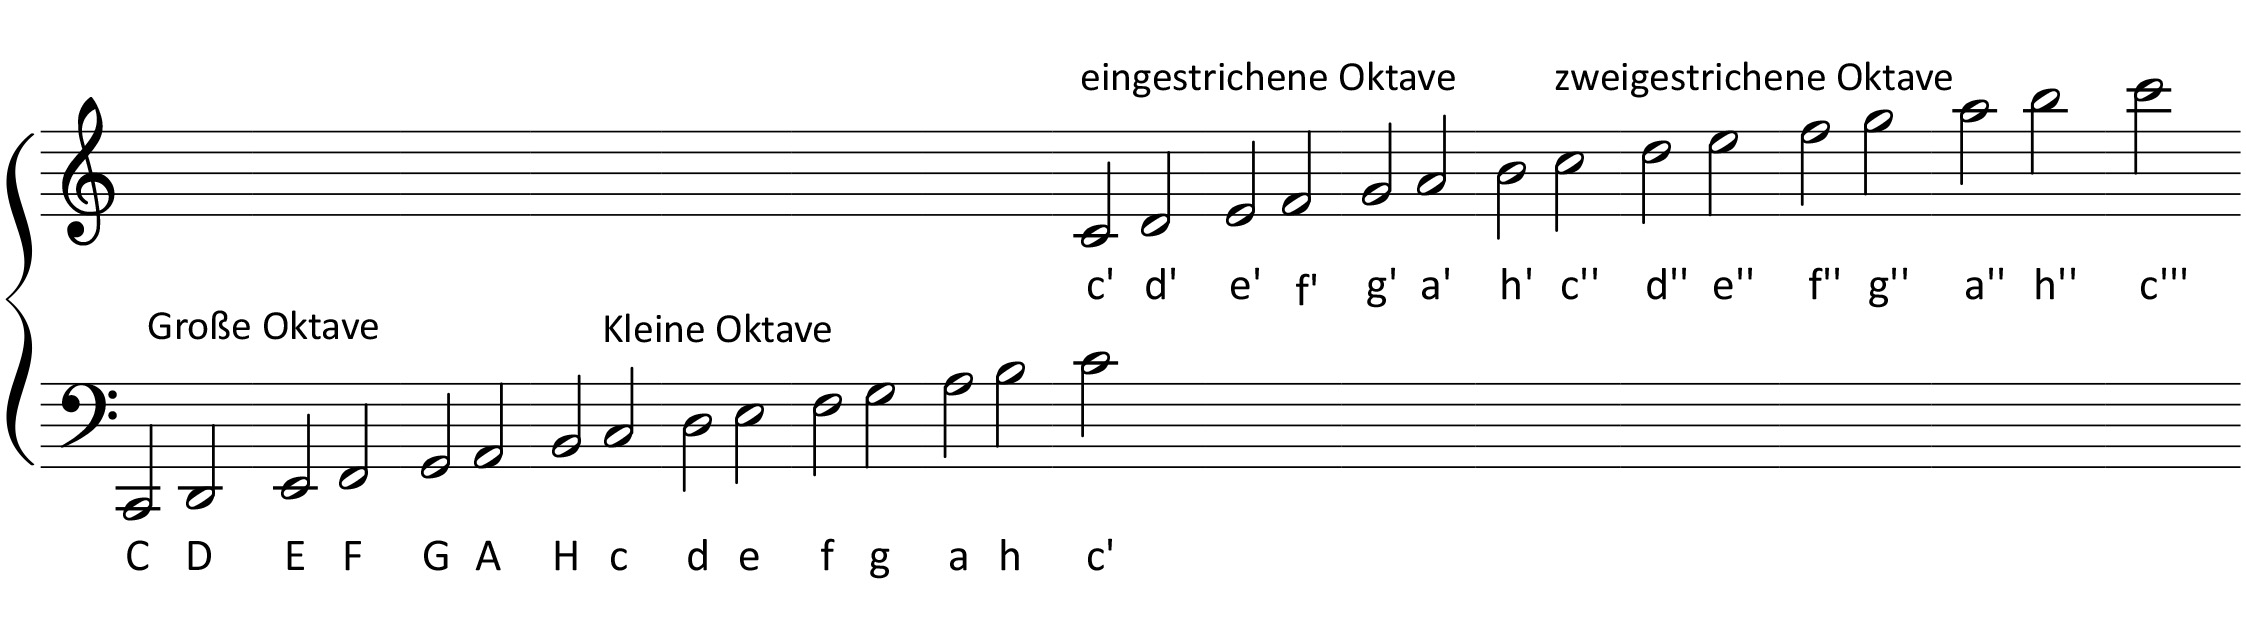 eingestrichene Oktave zweigestrichene Oktave
c' d' e' f' g' a' h' c'' d'' e'' f'' g'' a'' h'' c'''
Große Oktave Kleine Oktave
C D E F G A H c d e f g a h c'